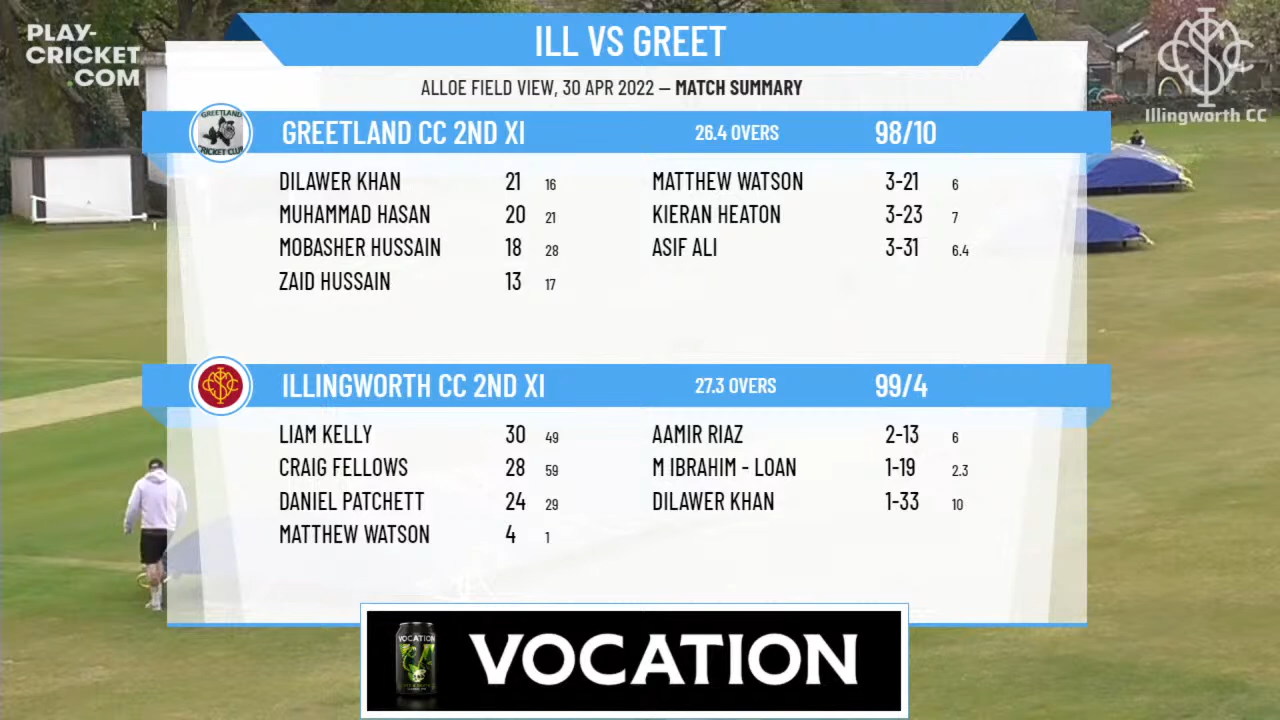 PLAY-
CRICKET
.COM
ILL VS GREET
Illingworth CC
ALLOE FIELD VIEW, 30 APR 2022 – MATCH SUMMARY
GREETLAND
CRICKET CLUB
GREETLAND CC 2ND XI 26.4 OVERS 98/10
DILAWER KHAN 21 16 MATTHEW WATSON 3-21 6
MUHAMMAD HASAN 20 21 KIERAN HEATON 3-23 7
MOBASHER HUSSAIN 18 28 ASIF ALI 3-31 6.4
ZAID HUSSAIN 13 17
ILLINGWORTH CC 2ND XI 27.3 OVERS 99/4
LIAM KELLY 30 49 AAMIR RIAZ 2-13 6
CRAIG FELLOWS 28 59 M IBRAHIM - LOAN 1-19 2.3
DANIEL PATCHETT 24 29 DILAWER KHAN 1-33 10
MATTHEW WATSON 4 1
VOCATION
VOCATION